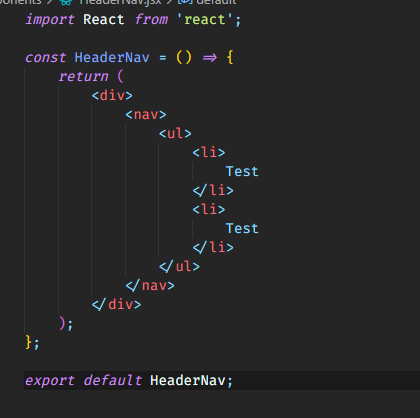 ponents > HeaderNav.jsx > default
import React from 'react';
const HeaderNav = () => {
return (
<div>
<nav>
<ul>
<li>
Test
</li>
<li>
Test
</li>
</ul>
</nav>
</div>
);
};
export default HeaderNav;